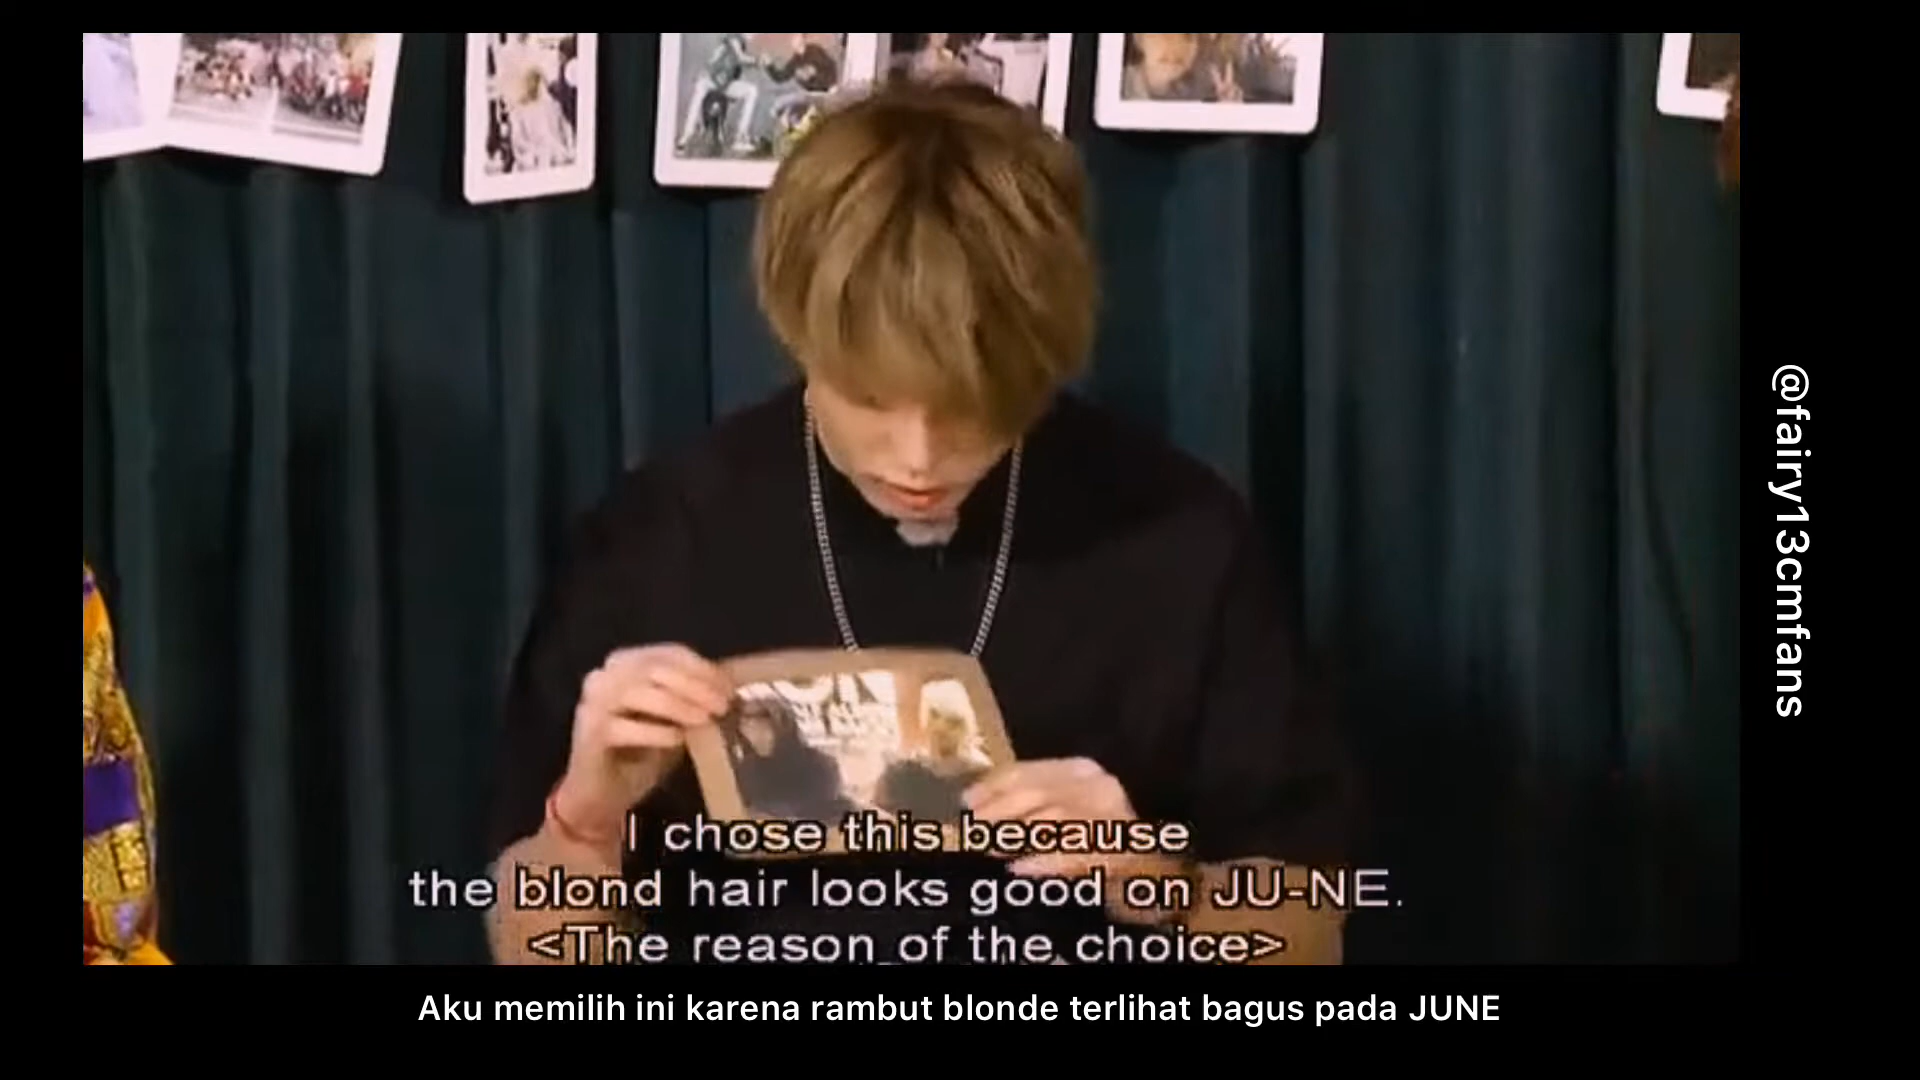 I chose this because
the blond hair looks good on JU-NE.
<The reason of the choice>
Aku memilih ini karena rambut blonde terlihat bagus pada JUNE
@fairy13cmfans